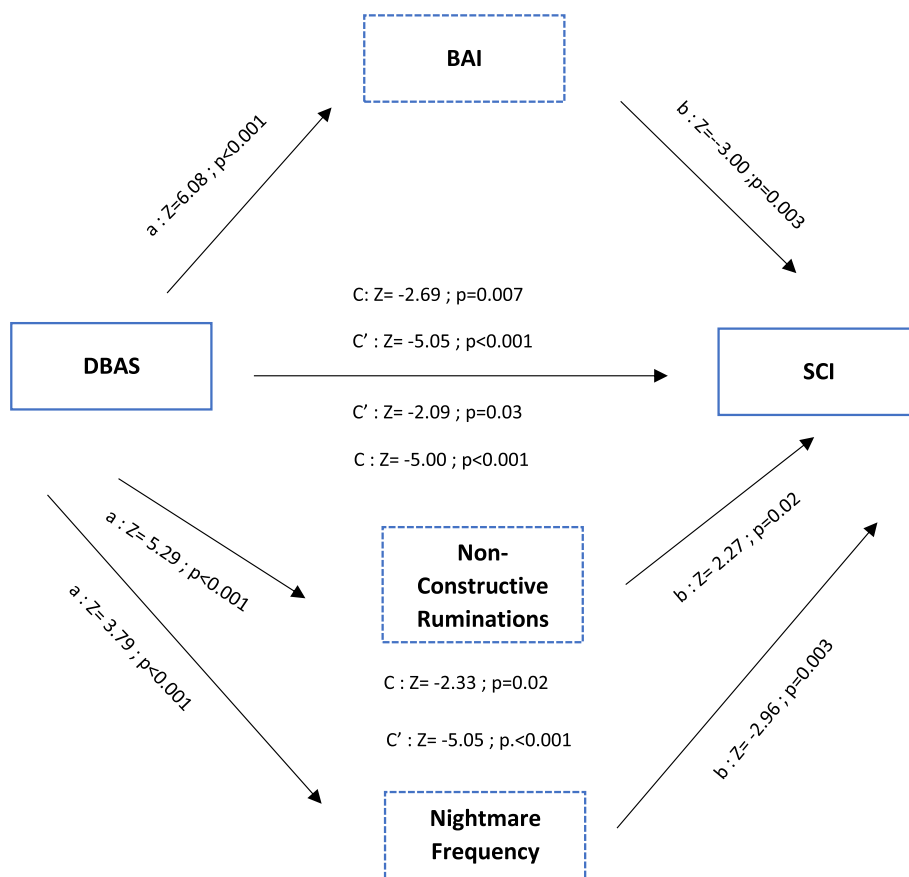 BAI
a : Z=6.08 ; p<0.001
b : Z=--3.00 ;p=0.003
C: Z= -2.69 ; p=0.007
C’ : Z= -5.05 ; p<0.001
DBAS
SCI
C’ : Z= -2.09 ; p=0.03
C : Z= -5.00 ; p<0.001
a : Z= 5.29 ; p<0.001
Non-
Constructive
Ruminations
b : Z= 2.27 ; p=0.02
a : Z= 3.79 ; p<0.001
C : Z= -2.33 ; p=0.02
C’ : Z= -5.05 ; p.<0.001
b : Z= -2.96 ; p=0.003
Nightmare
Frequency